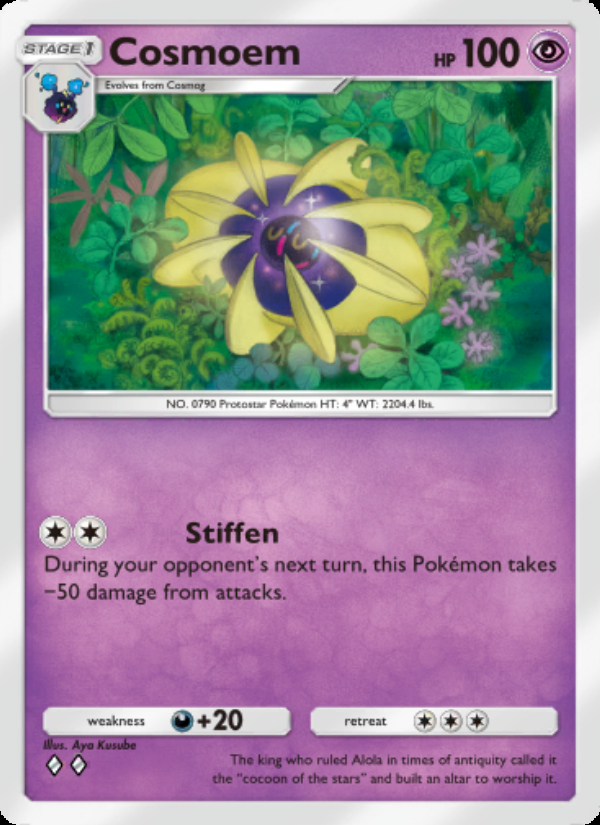 STAGE 1 Cosmoem HP 100
Evolves from Cosmog
NO. 0790 Protostar Pokémon HT: 4" WT: 2204.4 lbs.
Stiffen
During your opponent's next turn, this Pokémon takes
−50 damage from attacks.
weakness +20 retreat
Illus. Aya Kusube
The king who ruled Alola in times of antiquity called it
the "cocoon of the stars" and built an altar to worship it.